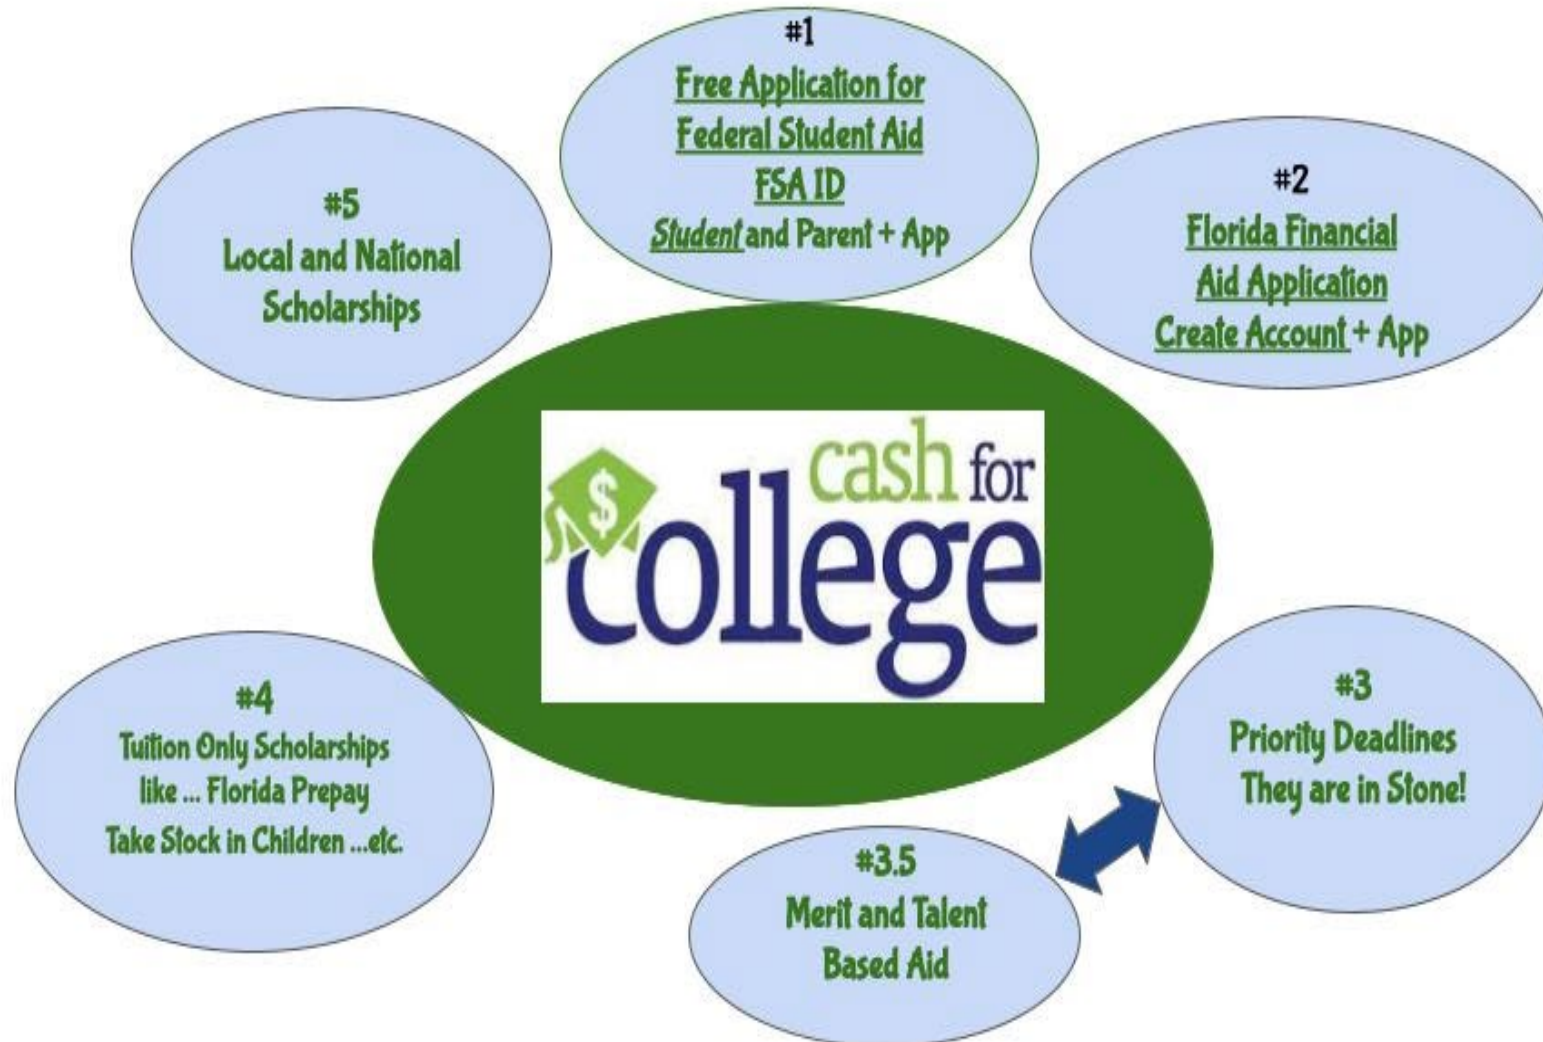 #1
Free Application for
Federal Student Aid
FSA ID
Student and Parent + App
#2
Florida Financial
Aid Application
Create Account + App
#3
Priority Deadlines
They are in Stone!
#3.5
Merit and Talent
Based Aid
#4
Tuition Only Scholarships
like ... Florida Prepay
Take Stock in Children ...etc.
#5
Local and National
Scholarships
$
cash for
college